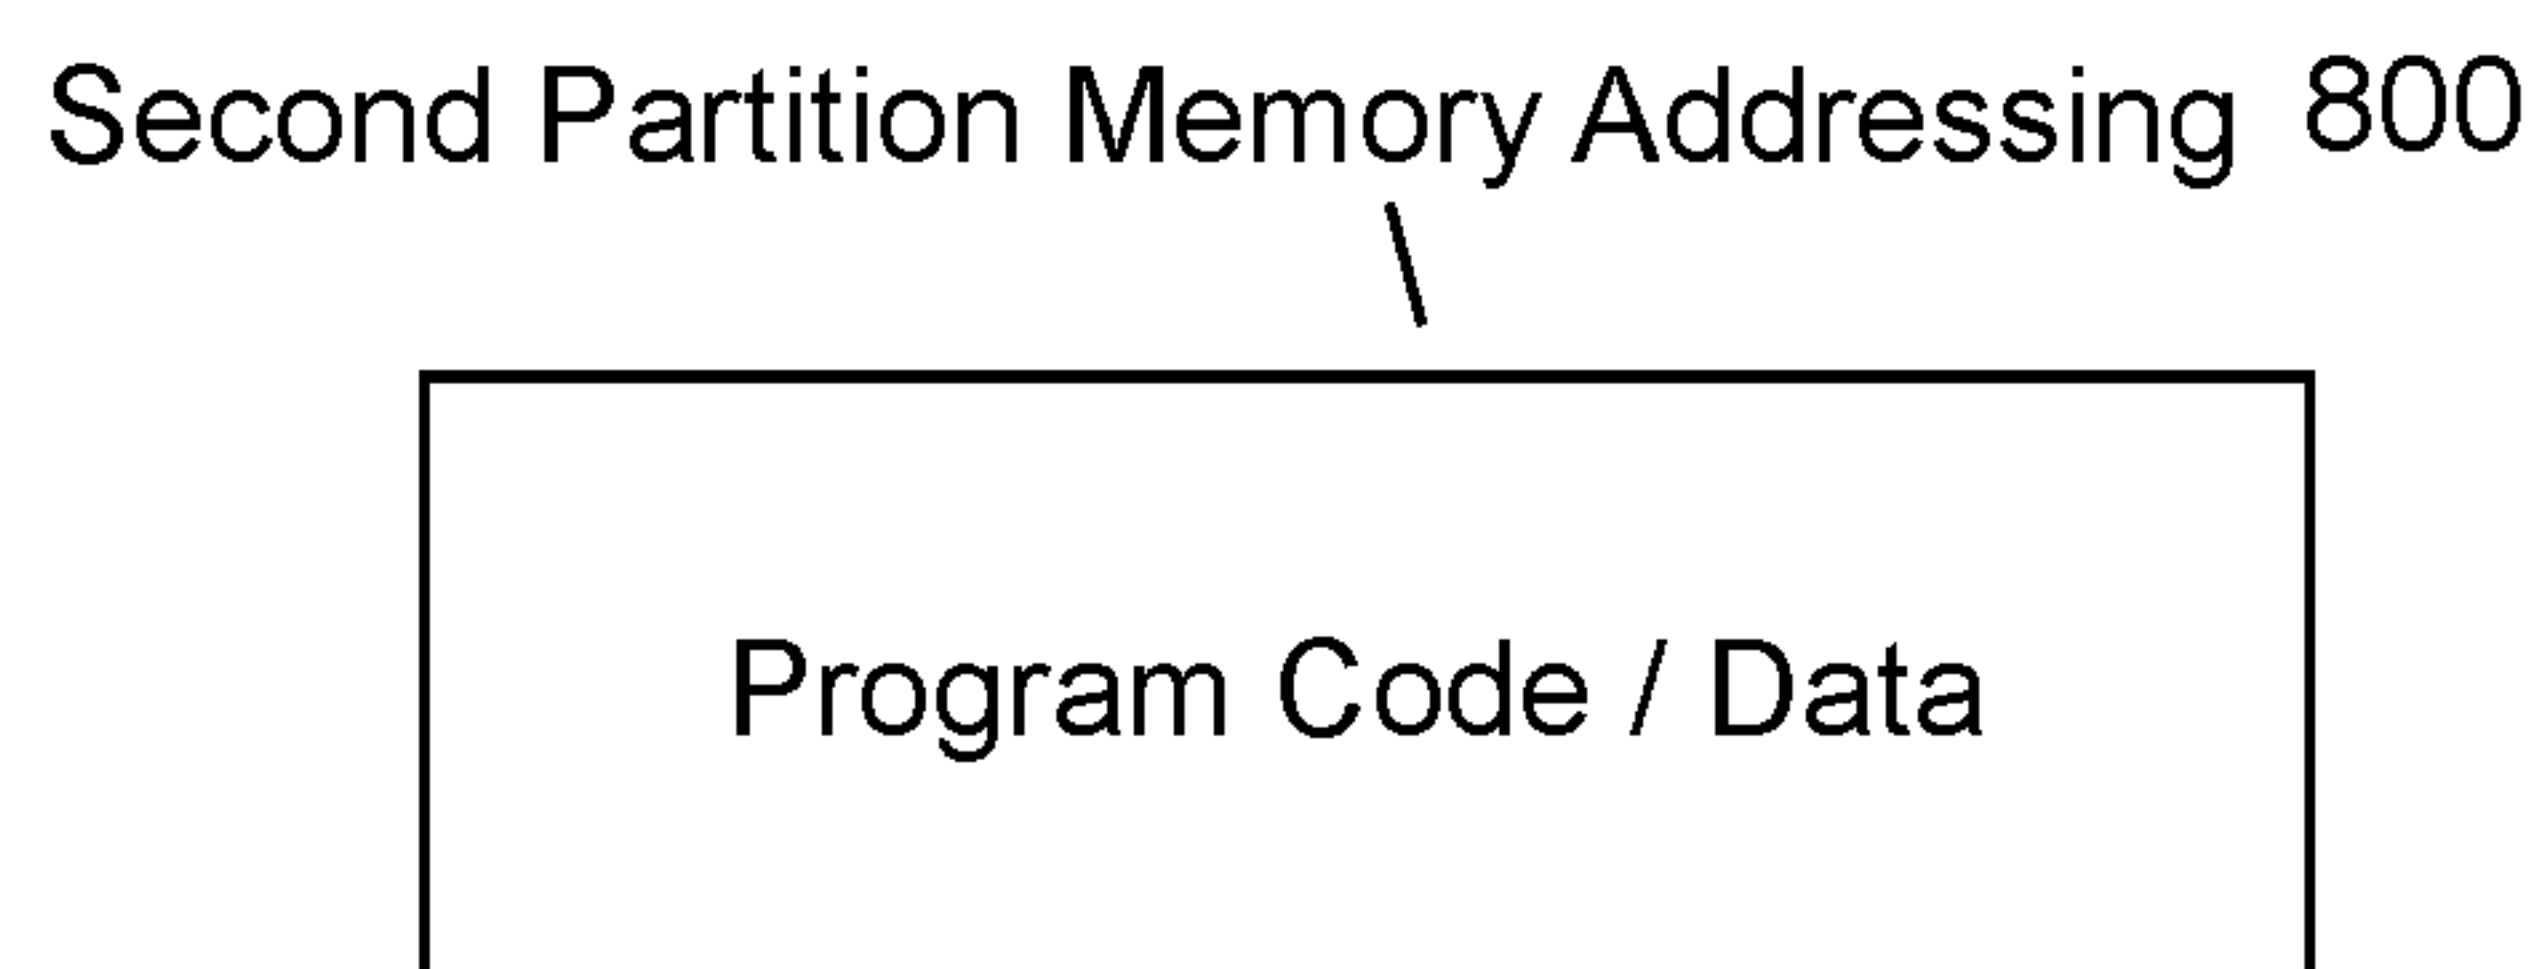 Second Partition Memory Addressing 800
Program Code / Data